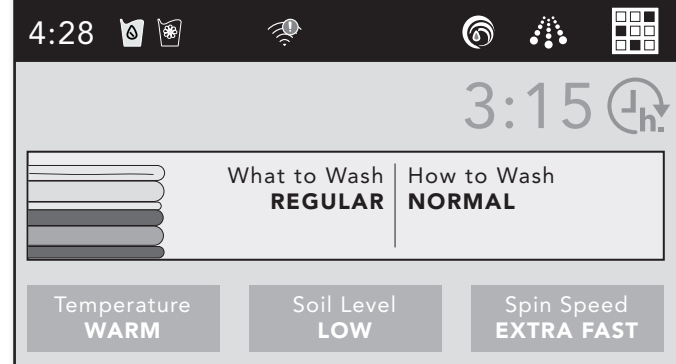 4:28
3:15 h.
What to Wash
REGULAR
How to Wash
NORMAL
Temperature
WARM
Soil Level
LOW
Spin Speed
EXTRA FAST